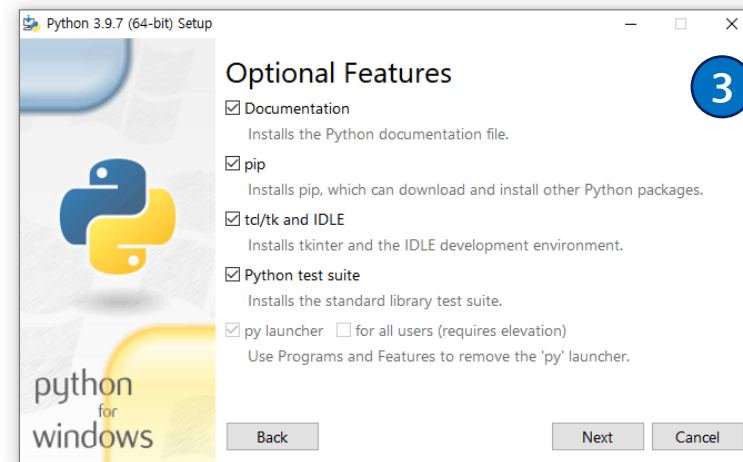 Python 3.9.7 (64-bit) Setup
Optional Features
3
Documentation
Installs the Python documentation file.
pip
Installs pip, which can download and install other Python packages.
tcl/tk and IDLE
Installs tkinter and the IDLE development environment.
Python test suite
Installs the standard library test suite.
py launcher for all users (requires elevation)
Use Programs and Features to remove the 'py' launcher.
python
for
windows
Back Next Cancel